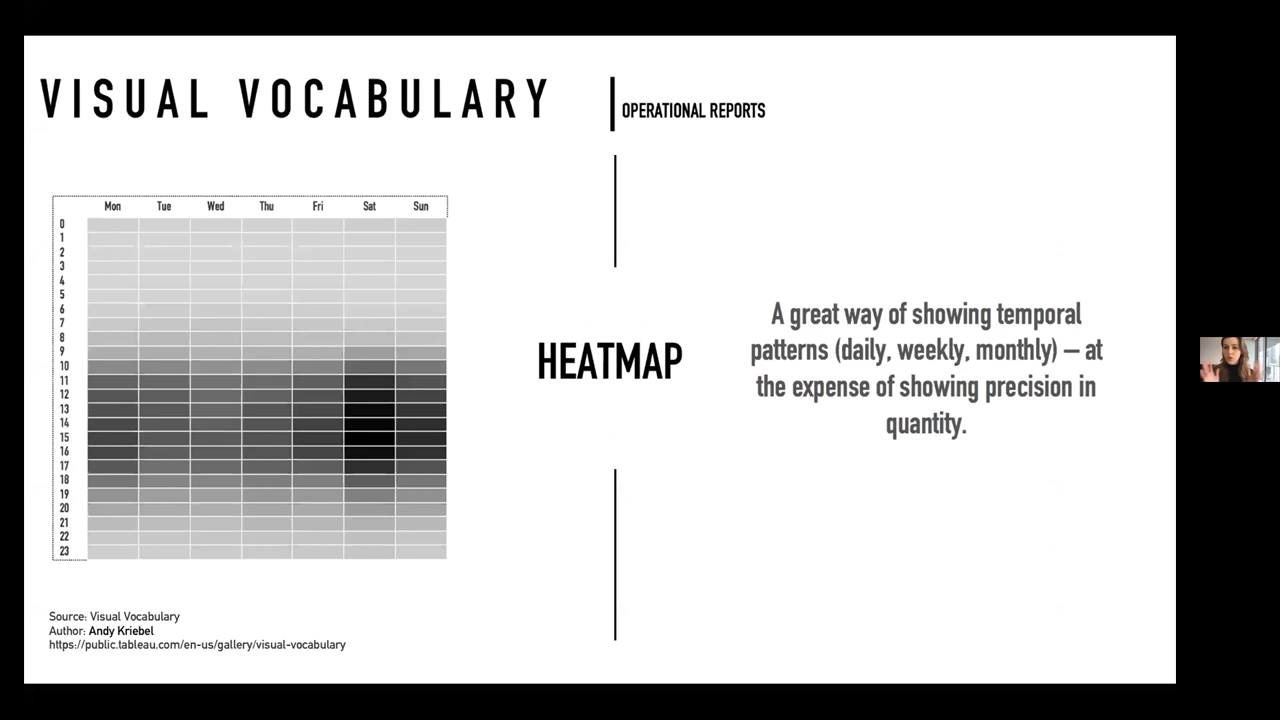 VISUAL VOCABULARY
OPERATIONAL REPORTS
Mon Tue Wed Thu Fri Sat Sun
0
1
2
3
4
5
6
7
8
9
10
11
12
13
14
15
16
17
18
19
20
21
22
23
HEATMAP
A great way of showing temporal
patterns (daily, weekly, monthly) – at
the expense of showing precision in
quantity.
Source: Visual Vocabulary
Author: Andy Kriebel
https://public.tableau.com/en-us/gallery/visual-vocabulary